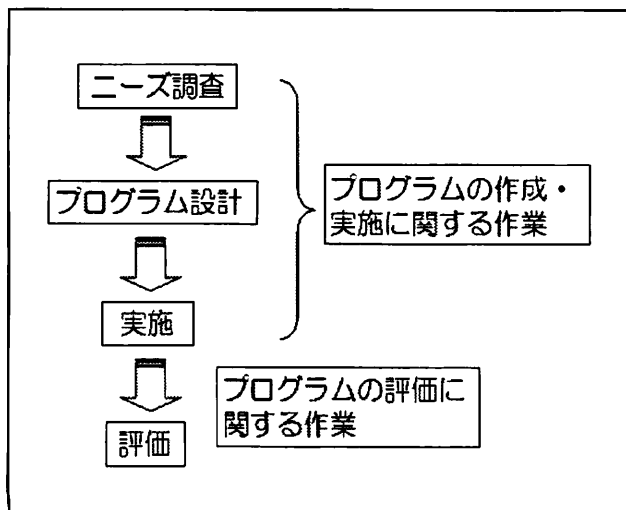 ニーズ調査
プログラム設計
プログラムの作成・
実施に関する作業
実施
プログラムの評価に
関する作業
評価